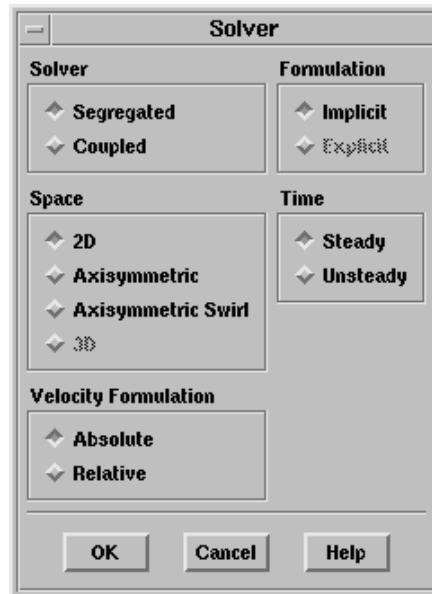 Solver
Solver
Segregated
Coupled
Formulation
Implicit
Explicit
Space
2D
Axisymmetric
Axisymmetric Swirl
3D
Time
Steady
Unsteady
Velocity Formulation
Absolute
Relative
OK
Cancel
Help